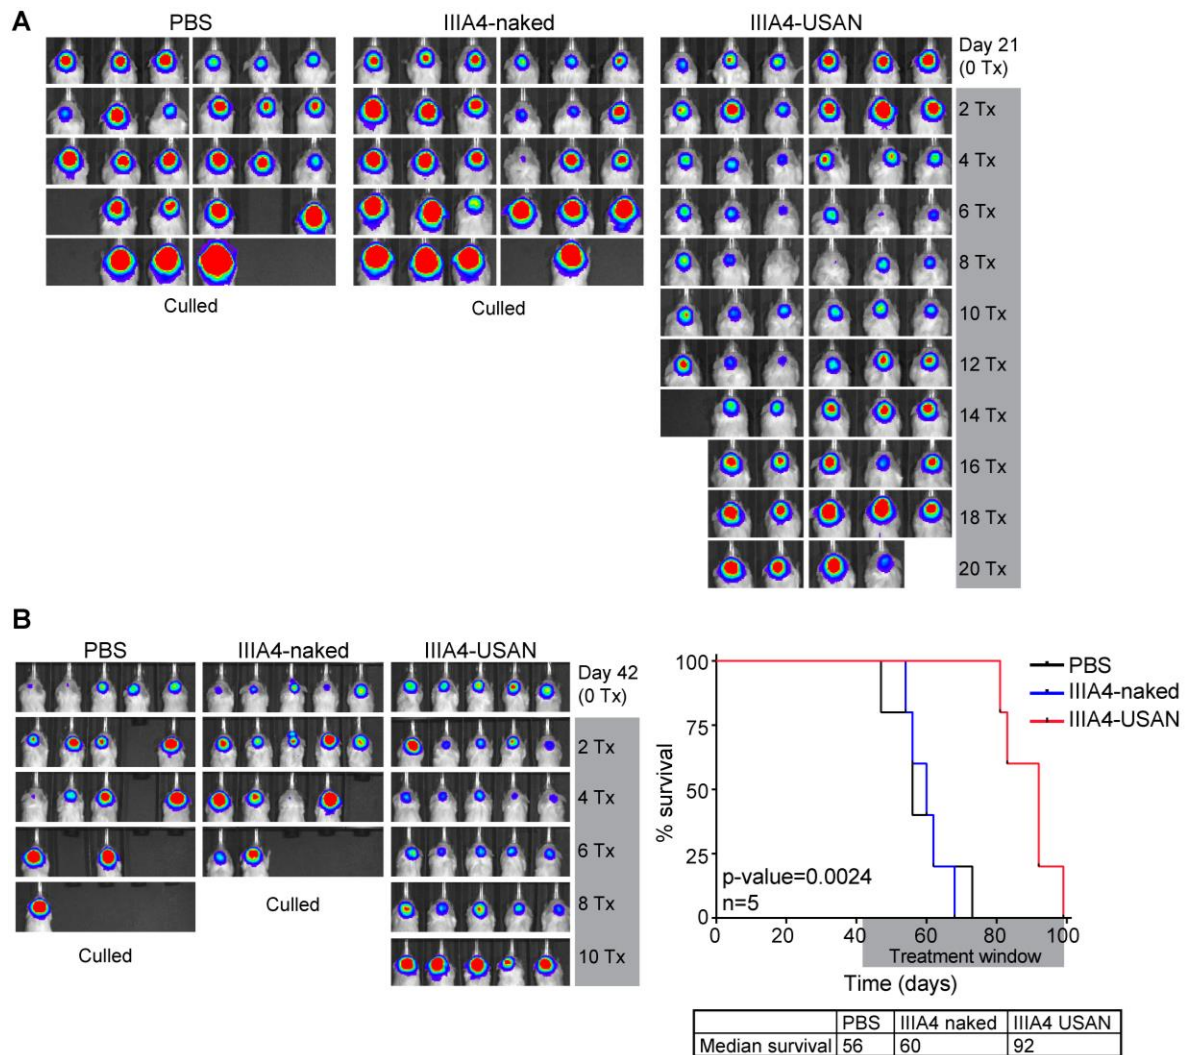 A
PBS
IIIA4-naked
IIIA4-USAN
Day 21
(0 Tx)
2 Tx
4 Tx
6 Tx
8 Tx
Culled
Culled
10 Tx
12 Tx
14 Tx
16 Tx
18 Tx
20 Tx
B
PBS
IIIA4-naked
IIIA4-USAN
Day 42
(0 Tx)
2 Tx
4 Tx
6 Tx
8 Tx
Culled
Culled
10 Tx
100
75
50
25
0
% survival
PBS
IIIA4-naked
IIIA4-USAN
p-value=0.0024
n=5
0 20 40 60 80 100
Treatment window
Time (days)
PBS IIIA4 naked IIIA4 USAN
Median survival 56 60 92